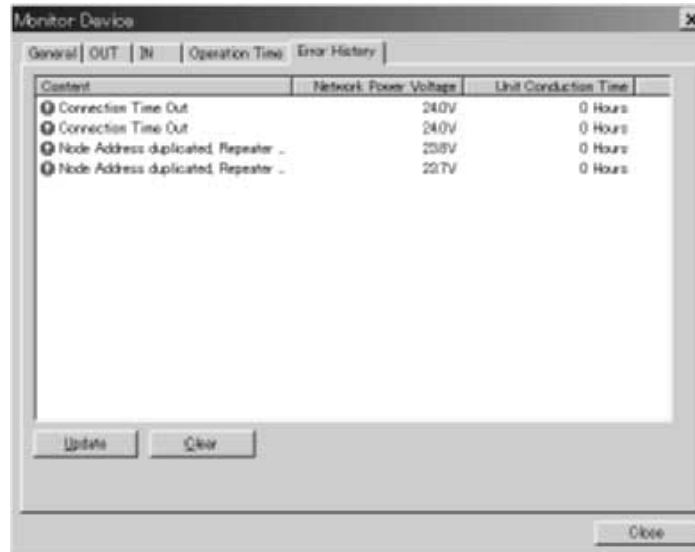 Monitor Device
General OUT IN Operation Time Error History
Content Network Power Voltage Unit Conduction Time
Connection Time Out 24.0V 0 Hours
Connection Time Out 24.0V 0 Hours
Node Address duplicated, Repeater .. 23.8V 0 Hours
Node Address duplicated, Repeater .. 23.7V 0 Hours
Update Clear
Close